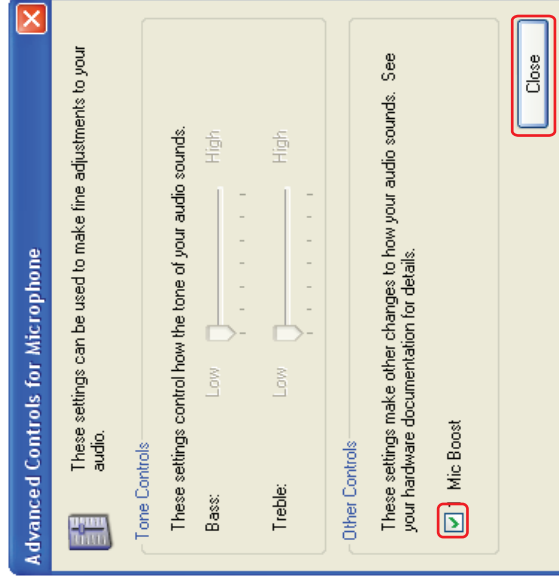 Advanced Controls for Microphone
These settings can be used to make fine adjustments to your
audio.
Tone Controls
These settings control how the tone of your audio sounds.
Bass: Low High
Treble: Low High
Other Controls
These settings make other changes to how your audio sounds. See
your hardware documentation for details.
Mic Boost
Close